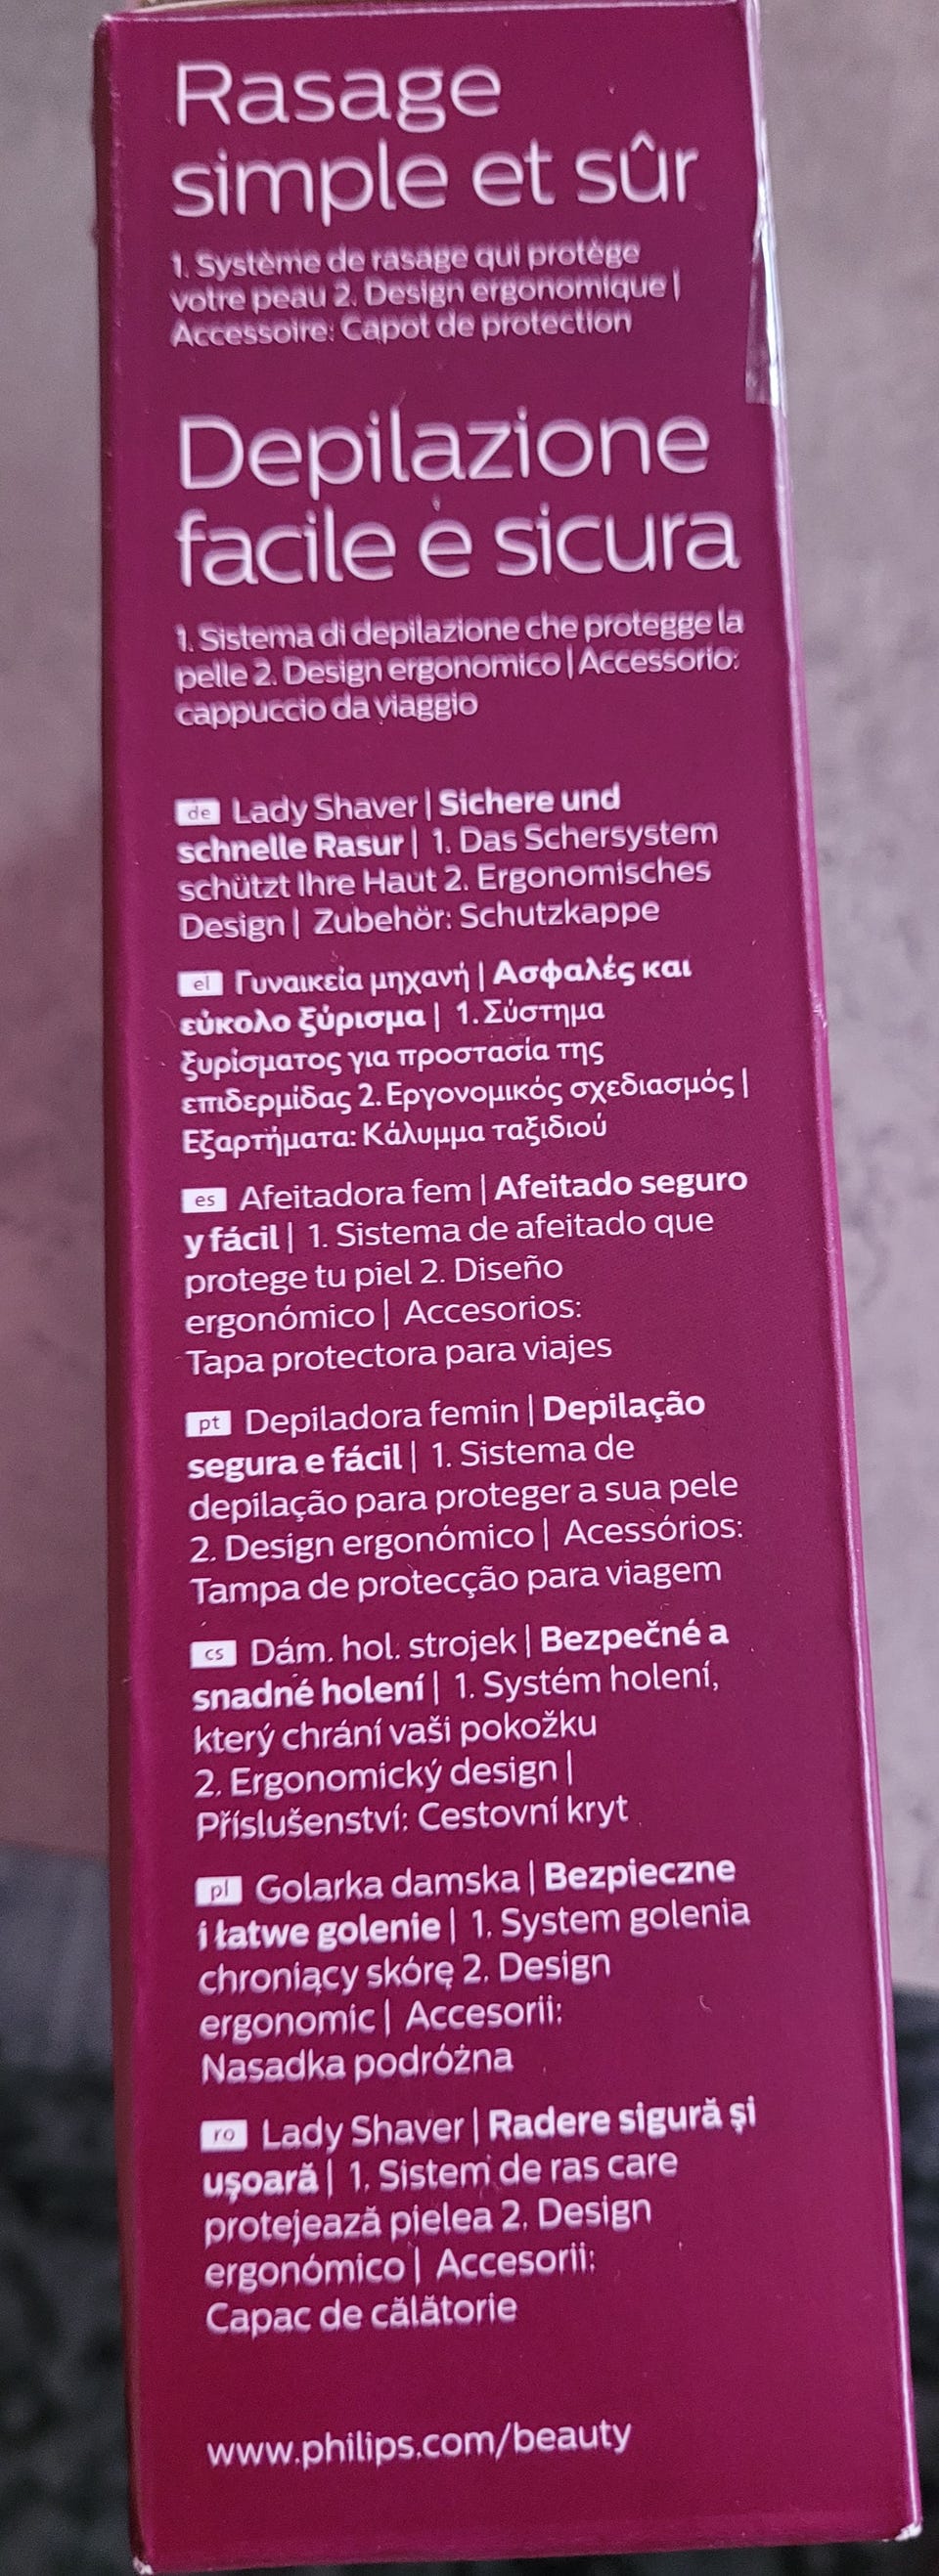 Rasage
simple et sûr
1. Système de rasage qui protège
votre peau 2. Design ergonomique |
Accessoire: Capot de protection
Depilazione
facile e sicura
1. Sistema di depilazione che protegge la
pelle 2. Design ergonomico | Accessorio:
cappuccio da viaggio
de Lady Shaver | Sichere und
schnelle Rasur | 1. Das Schersystem
schützt Ihre Haut 2. Ergonomisches
Design | Zubehör: Schutzkappe
el Γυναικεία μηχανή | Ασφαλές και
εύκολο ξύρισμα | 1. Σύστημα
ξυρίσματος για προστασία της
επιδερμίδας 2. Εργονομικός σχεδιασμός |
Εξαρτήματα: Κάλυμμα ταξιδιού
es Afeitadora fem | Afeitado seguro
y fácil | 1. Sistema de afeitado que
protege tu piel 2. Diseño
ergonómico | Accesorios:
Tapa protectora para viajes
pt Depiladora femin | Depilação
segura e fácil | 1. Sistema de
depilação para proteger a sua pele
2. Design ergonómico | Acessórios:
Tampa de protecção para viagem
cs Dám. hol. strojek | Bezpečné a
snadné holení | 1. Systém holení,
který chrání vaši pokožku
2. Ergonomický design |
Příslušenství: Cestovní kryt
pl Golarka damska | Bezpieczne
i łatwe golenie | 1. System golenia
chroniący skórę 2. Design
ergonomic | Accesorii:
Nasadka podróżna
ro Lady Shaver | Radere sigură și
ușoară | 1. Sistem de ras care
protejează pielea 2. Design
ergonómico | Accesorii:
Capac de călătorie
www.philips.com/beauty